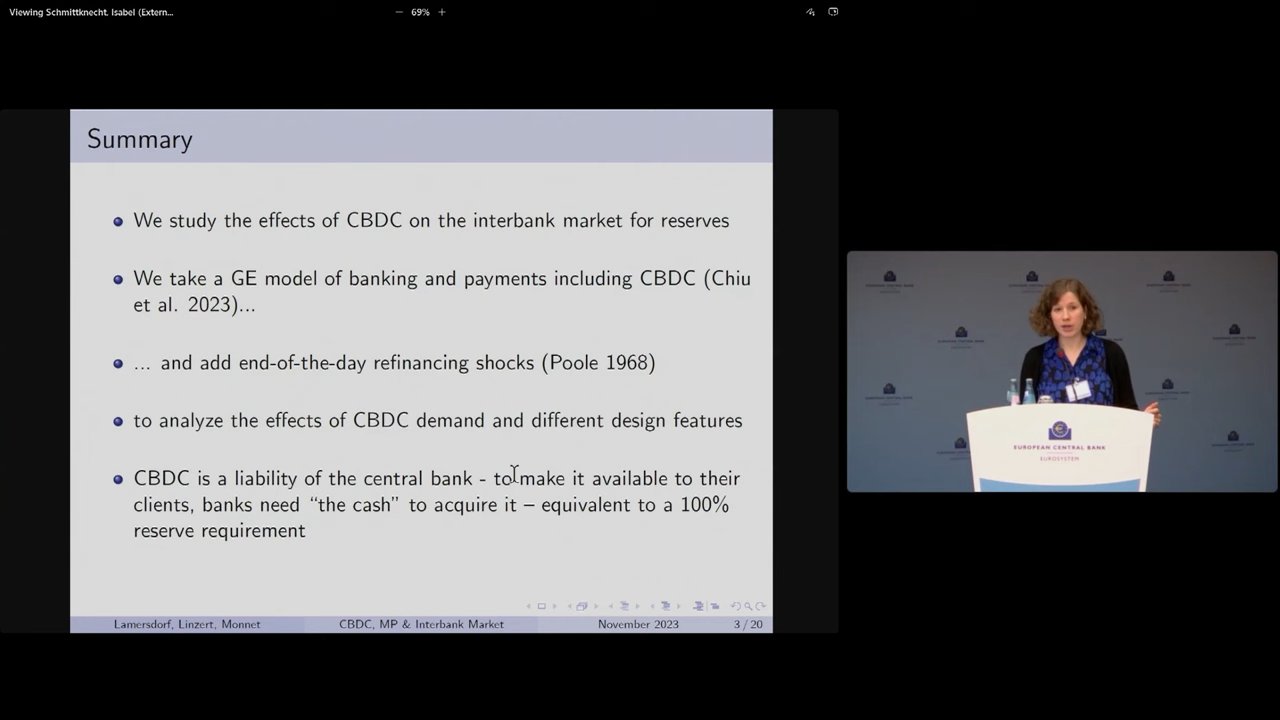 Viewing Schmittknecht, Isabel (Extern...
69%
Summary
We study the effects of CBDC on the interbank market for reserves
We take a GE model of banking and payments including CBDC (Chiu
et al. 2023)...
... and add end-of-the-day refinancing shocks (Poole 1968)
to analyze the effects of CBDC demand and different design features
CBDC is a liability of the central bank - to make it available to their
clients, banks need “the cash” to acquire it – equivalent to a 100%
reserve requirement
Lamersdorf, Linzert, Monnet
CBDC, MP & Interbank Market
November 2023
3 / 20
EUROPEAN CENTRAL BANK
EUROSYSTEM